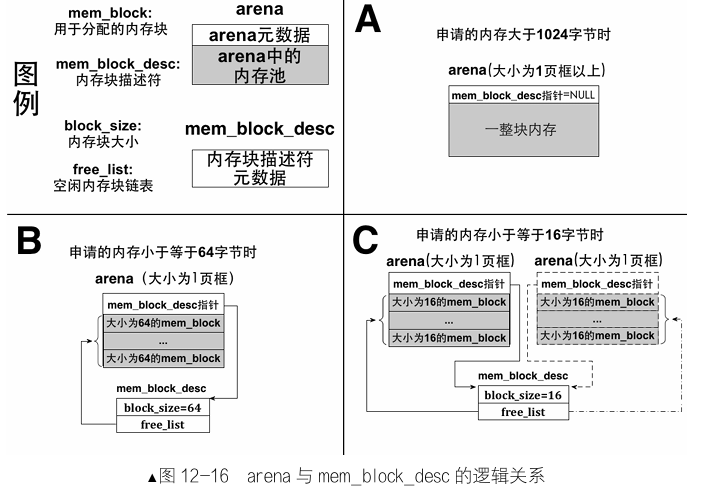 图例
mem_block:
用于分配的内存块
mem_block_desc:
内存块描述符
block_size:
内存块大小
free_list:
空闲内存块链表
arena
arena元数据
arena中的
内存池
mem_block_desc
内存块描述符
元数据
A
申请的内存大于1024字节时
arena(大小为1页框以上)
mem_block_desc指针=NULL
一整块内存
B
申请的内存小于等于64字节时
arena（大小为1页框）
mem_block_desc指针
大小为64的mem_block
...
大小为64的mem_block
mem_block_desc
block_size=64
free_list
C
申请的内存小于等于16字节时
arena(大小为1页框)
mem_block_desc指针
大小为16的mem_block
...
大小为16的mem_block
arena(大小为1页框)
mem_block_desc指针
大小为16的mem_block
...
大小为16的mem_block
mem_block_desc
block_size=16
free_list
▲图 12-16 arena 与 mem_block_desc 的逻辑关系